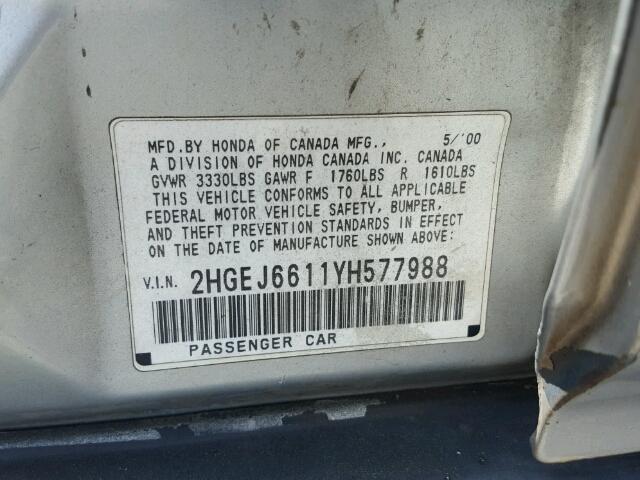 MFD.BY HONDA OF CANADA MFG., 5/'00
A DIVISION OF HONDA CANADA INC. CANADA
GVWR 3330LBS GAWR F 1760LBS R 1610LBS
THIS VEHICLE CONFORMS TO ALL APPLICABLE
FEDERAL MOTOR VEHICLE SAFETY, BUMPER,
AND THEFT PREVENTION STANDARDS IN EFFECT
ON THE DATE OF MANUFACTURE SHOWN ABOVE:
V.I.N. 2HGEJ6611YH577988
PASSENGER CAR